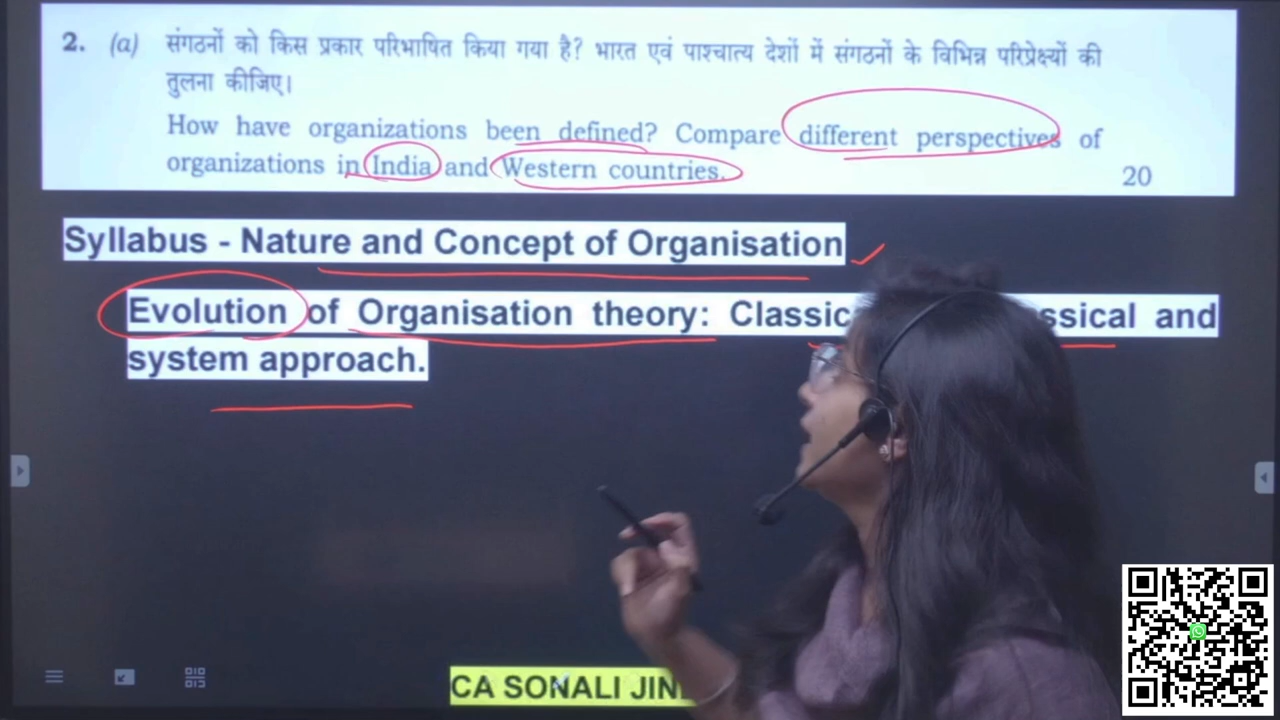 2. (a) संगठनों को किस प्रकार परिभाषित किया गया है? भारत एवं पाश्चात्य देशों में संगठनों के विभिन्न परिप्रेक्ष्यों की
तुलना कीजिए।
How have organizations been defined? Compare different perspectives of
organizations in India and Western countries. 20
Syllabus - Nature and Concept of Organisation
Evolution of Organisation theory: and
system approach.
CA SONALI